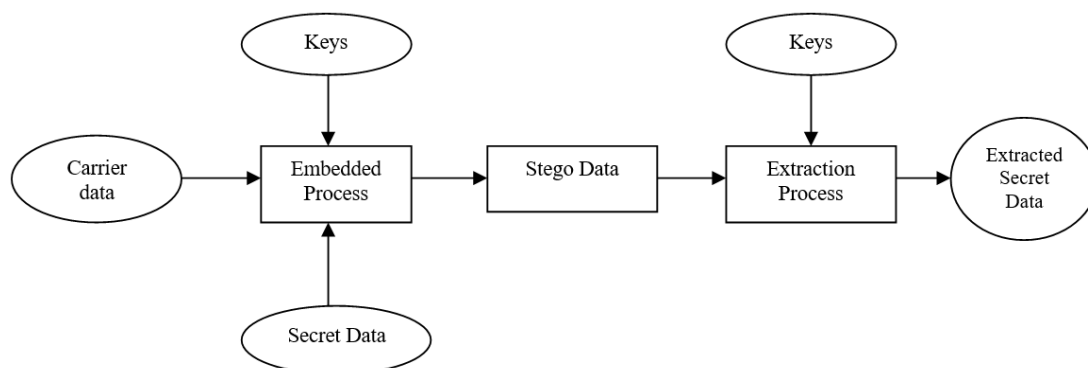 Keys
Keys
Carrier
data
Embedded
Process
Stego Data
Extraction
Process
Extracted
Secret
Data
Secret Data